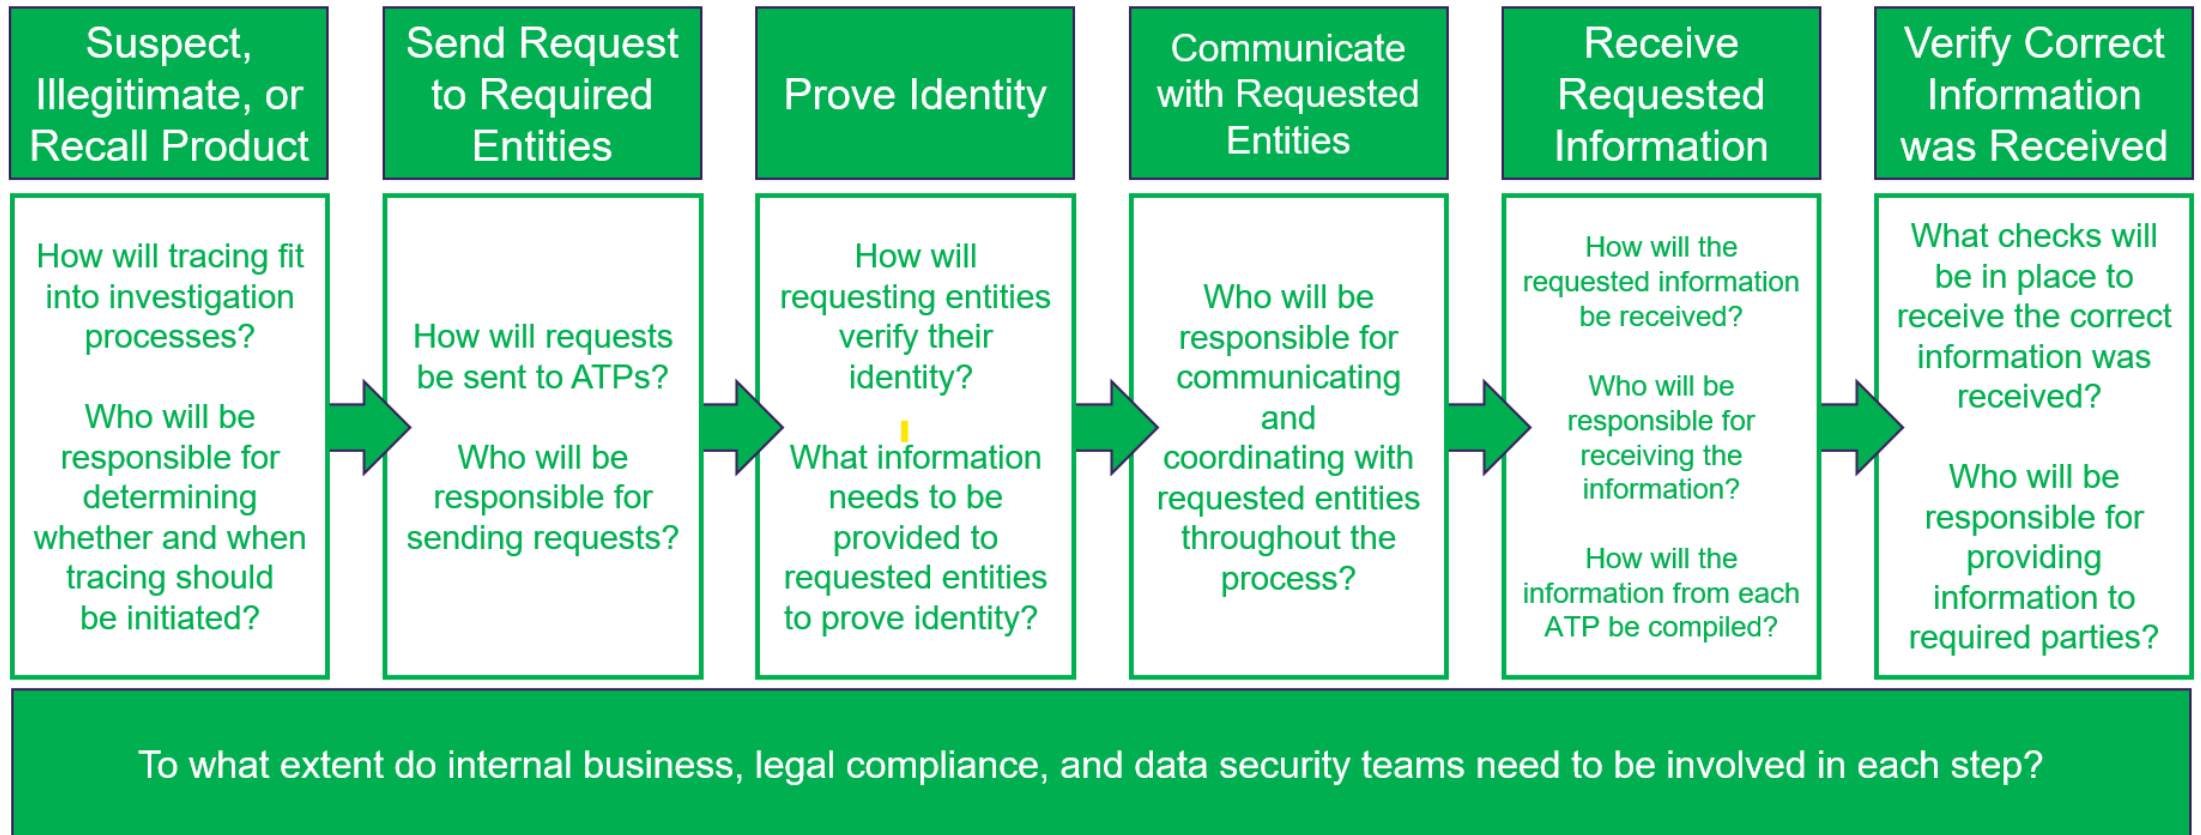 Suspect,
Illegitimate, or
Recall Product
Send Request
to Required
Entities
Prove Identity
Communicate
with Requested
Entities
Receive
Requested
Information
Verify Correct
Information
was Received
How will tracing fit
into investigation
processes?
Who will be
responsible for
determining
whether and when
tracing should
be initiated?
How will requests
be sent to ATPs?
Who will be
responsible for
sending requests?
How will
requesting entities
verify their
identity?
What information
needs to be
provided to
requested entities
to prove identity?
Who will be
responsible for
communicating
and
coordinating with
requested entities
throughout the
process?
How will the
requested information
be received?
Who will be
responsible for
receiving the
information?
How will the
information from each
ATP be compiled?
What checks will
be in place to
receive the correct
information was
received?
Who will be
responsible for
providing
information to
required parties?
To what extent do internal business, legal compliance, and data security teams need to be involved in each step?